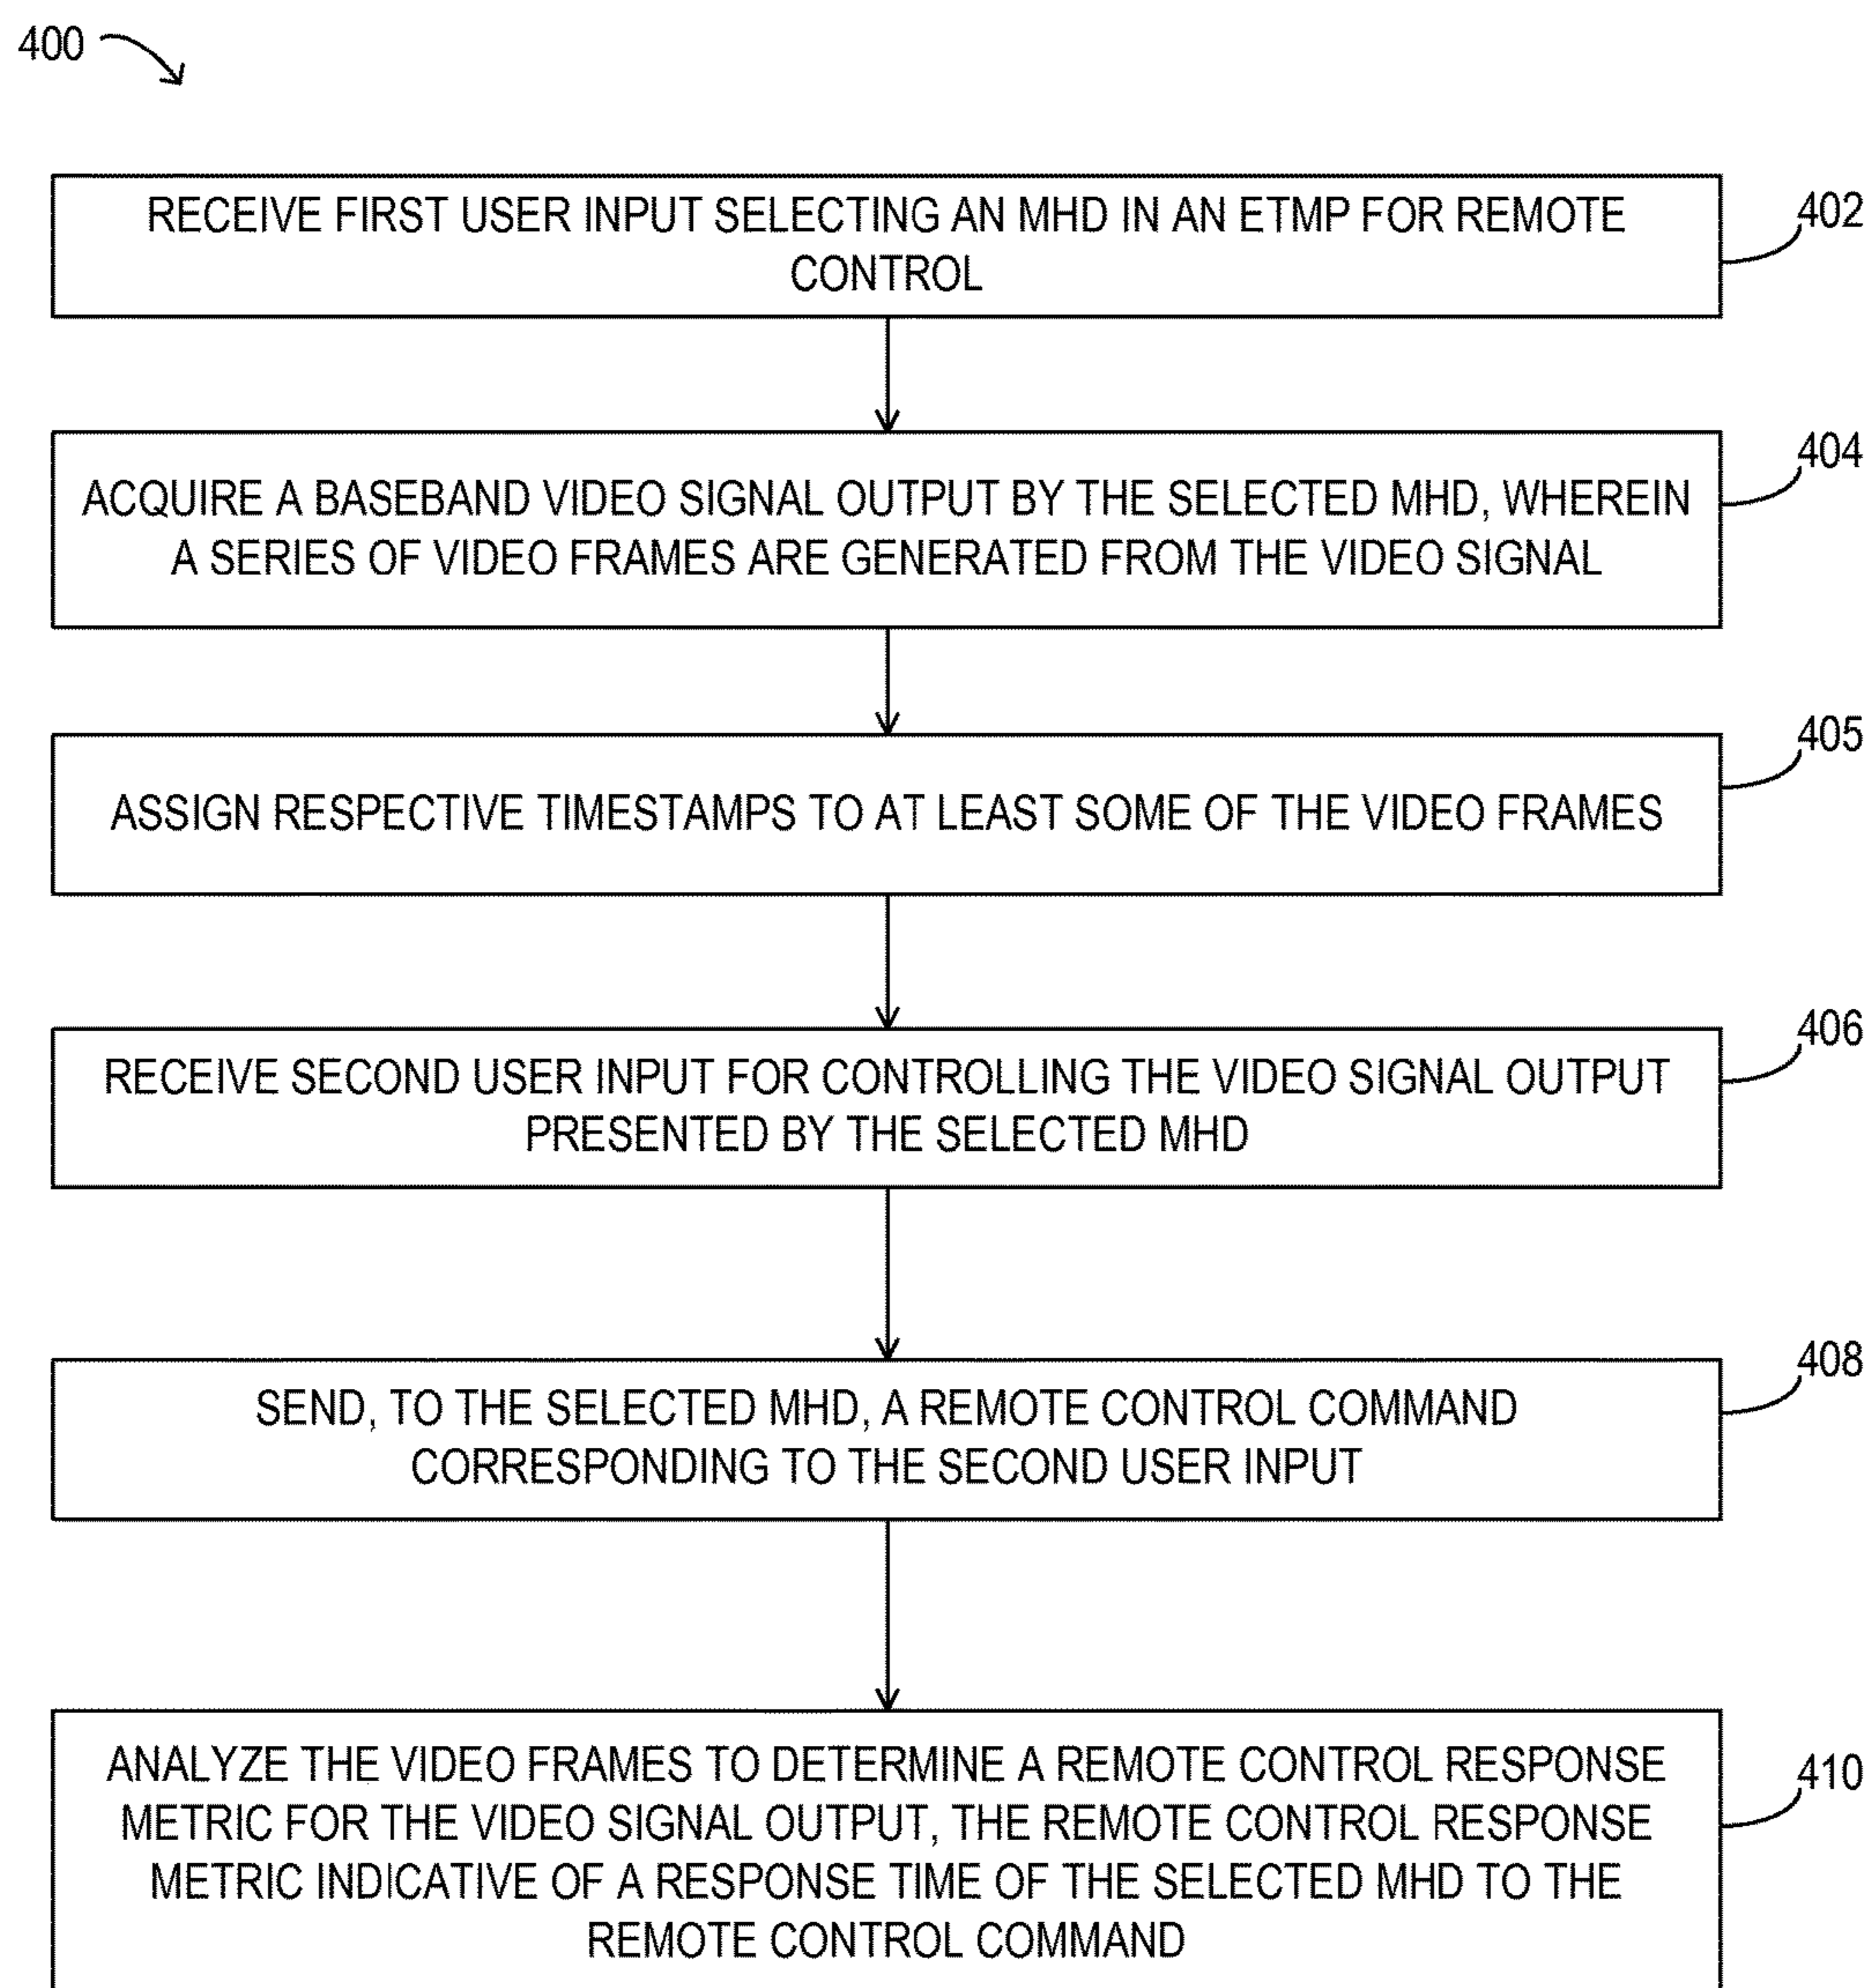 400
RECEIVE FIRST USER INPUT SELECTING AN MHD IN AN ETMP FOR REMOTE
CONTROL
402
ACQUIRE A BASEBAND VIDEO SIGNAL OUTPUT BY THE SELECTED MHD, WHEREIN
A SERIES OF VIDEO FRAMES ARE GENERATED FROM THE VIDEO SIGNAL
404
ASSIGN RESPECTIVE TIMESTAMPS TO AT LEAST SOME OF THE VIDEO FRAMES
405
RECEIVE SECOND USER INPUT FOR CONTROLLING THE VIDEO SIGNAL OUTPUT
PRESENTED BY THE SELECTED MHD
406
SEND, TO THE SELECTED MHD, A REMOTE CONTROL COMMAND
CORRESPONDING TO THE SECOND USER INPUT
408
ANALYZE THE VIDEO FRAMES TO DETERMINE A REMOTE CONTROL RESPONSE
METRIC FOR THE VIDEO SIGNAL OUTPUT, THE REMOTE CONTROL RESPONSE
METRIC INDICATIVE OF A RESPONSE TIME OF THE SELECTED MHD TO THE
REMOTE CONTROL COMMAND
410